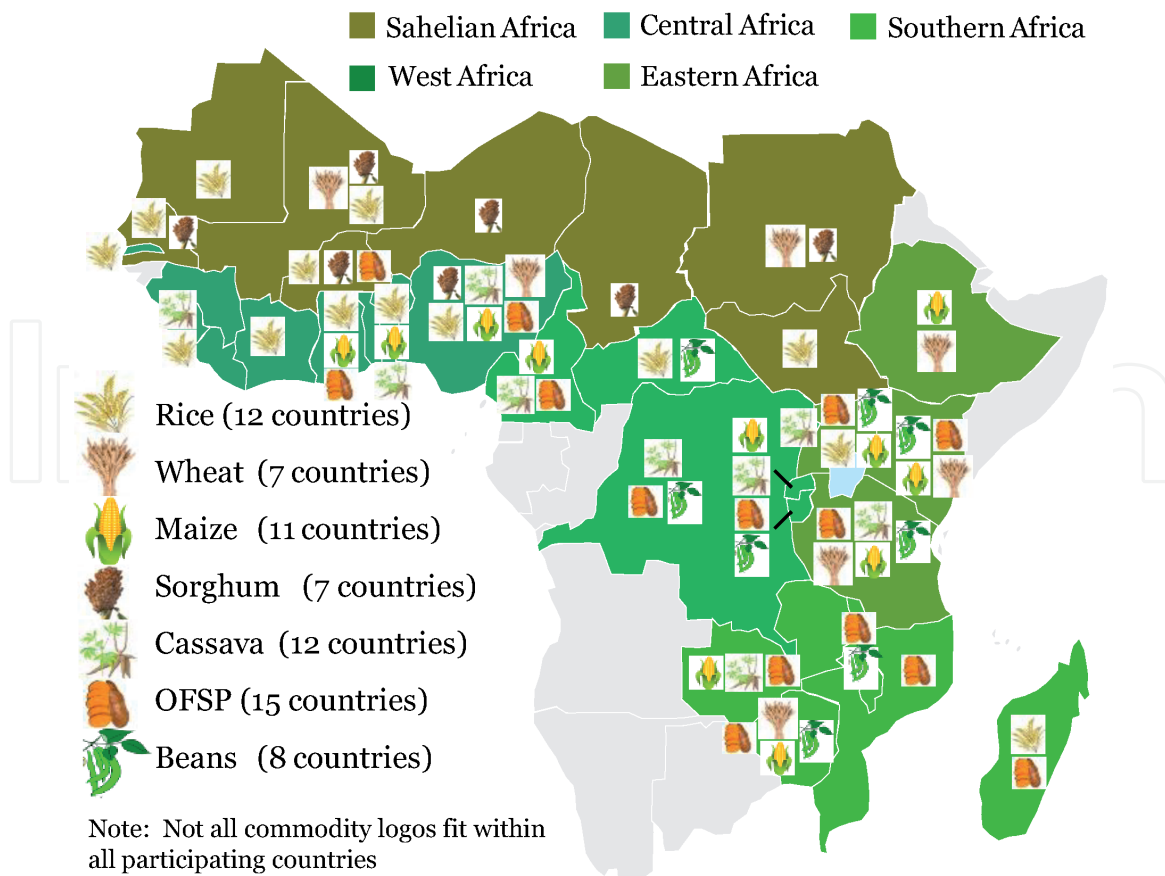 Sahelian Africa
Central Africa
Southern Africa
West Africa
Eastern Africa
Rice (12 countries)
Wheat (7 countries)
Maize (11 countries)
Sorghum (7 countries)
Cassava (12 countries)
OFSP (15 countries)
Beans (8 countries)
Note: Not all commodity logos fit within
all participating countries